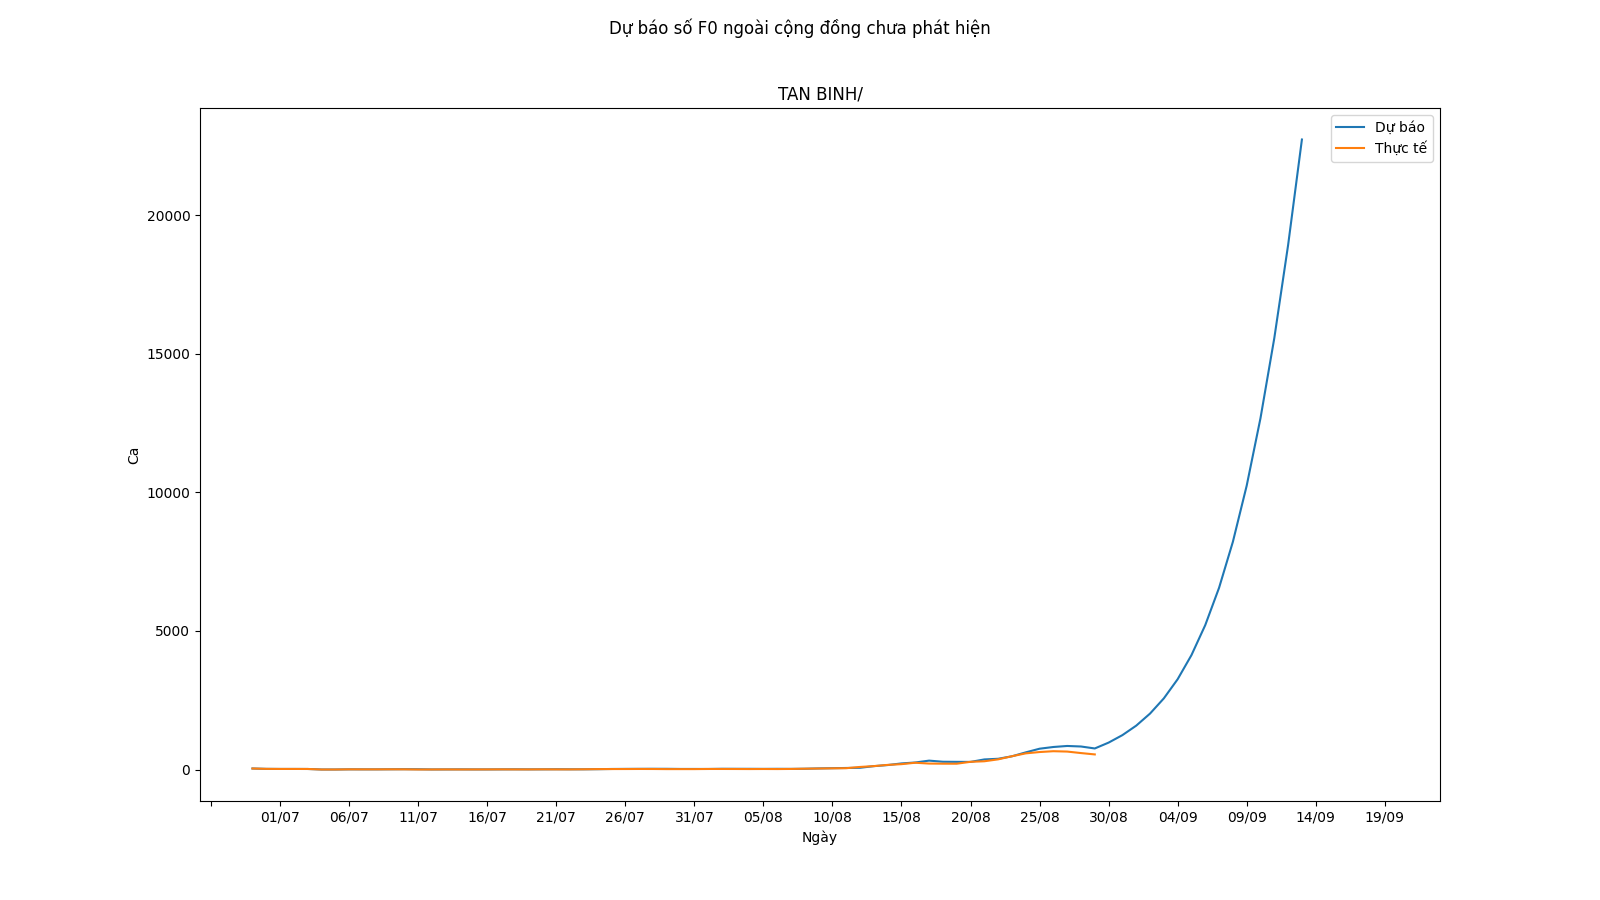 Dự báo số F0 ngoài cộng đồng chưa phát hiện
TAN BINH/
Dự báo
Thực tế
20000
15000
10000
5000
0
Ca
01/07 06/07 11/07 16/07 21/07 26/07 31/07 05/08 10/08 15/08 20/08 25/08 30/08 04/09 09/09 14/09 19/09
Ngày